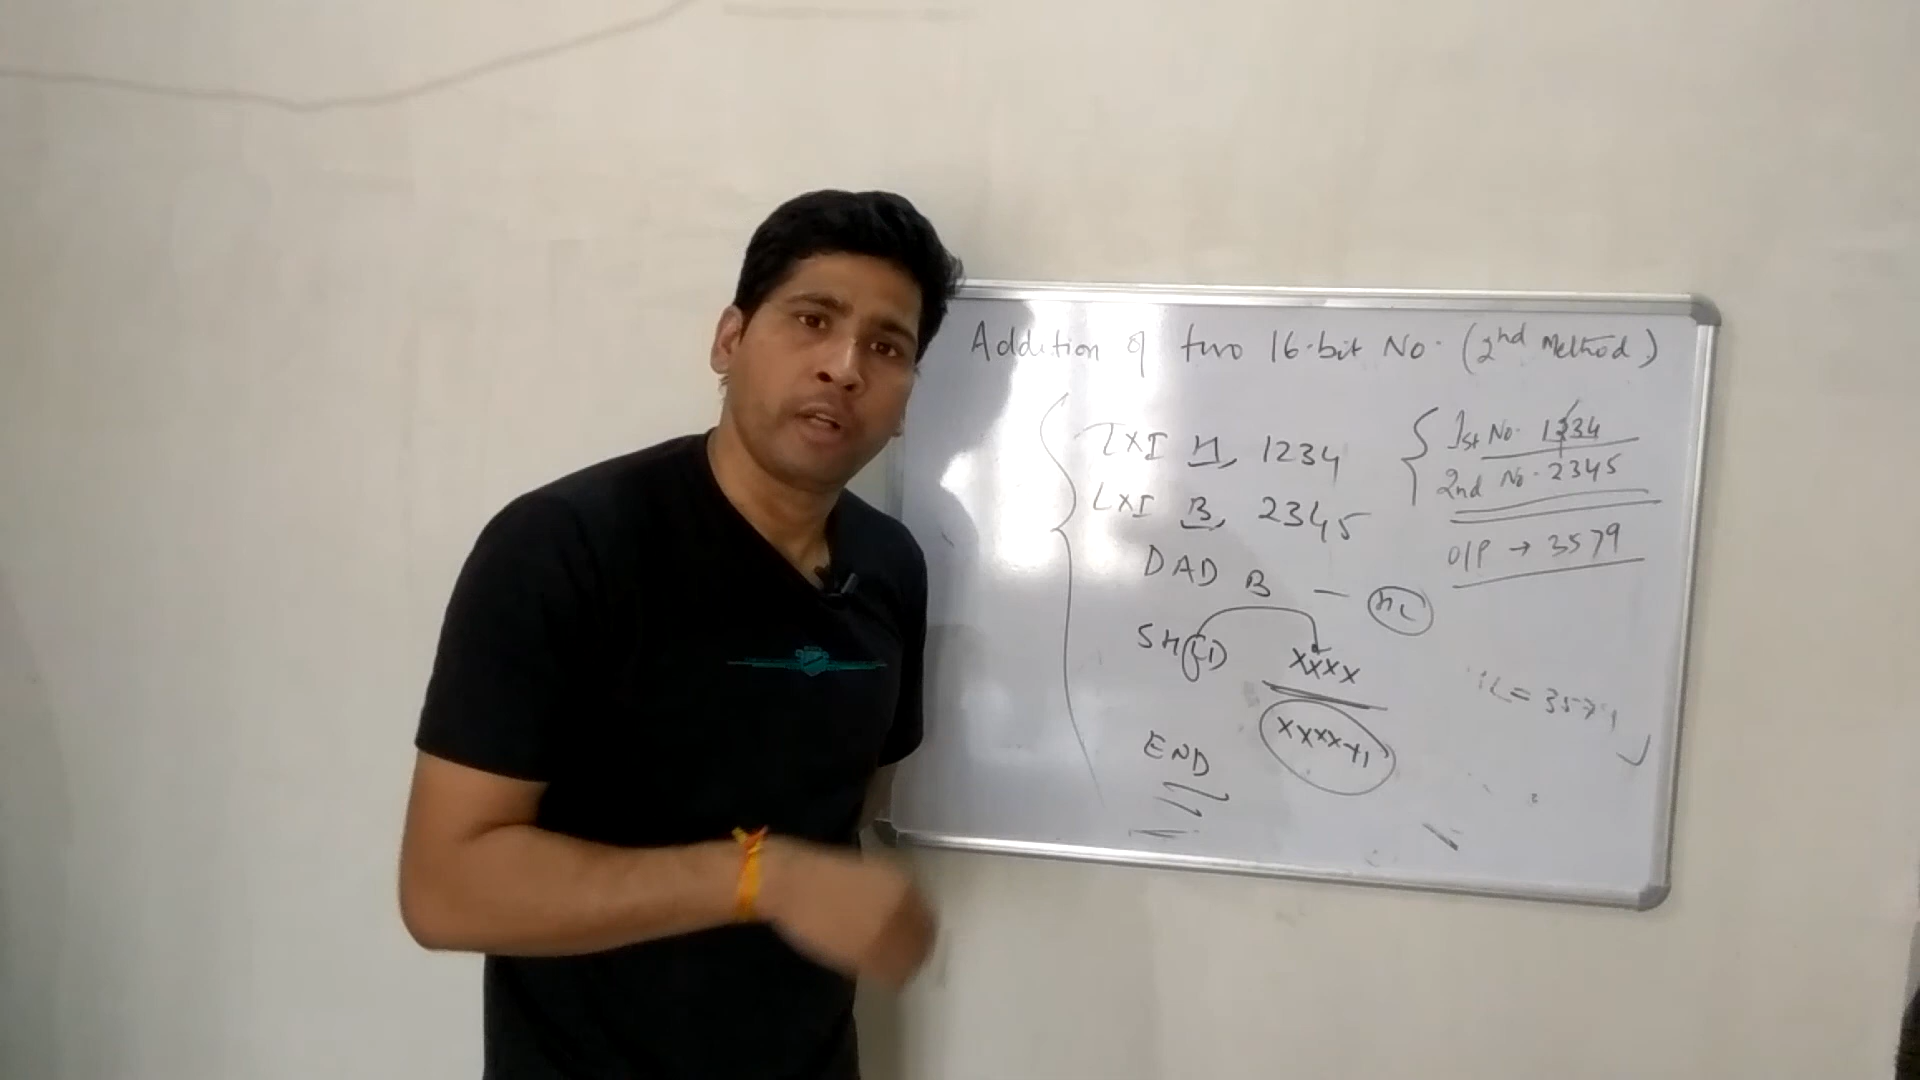 Addition of two 16-bit No. (2nd Method)
LXI H, 1234
LXI B, 2345
DAD B — HL
SHLD XXXX
XXXX+1
END
1st No. 1234
2nd No. 2345
O/P → 3579
= 357